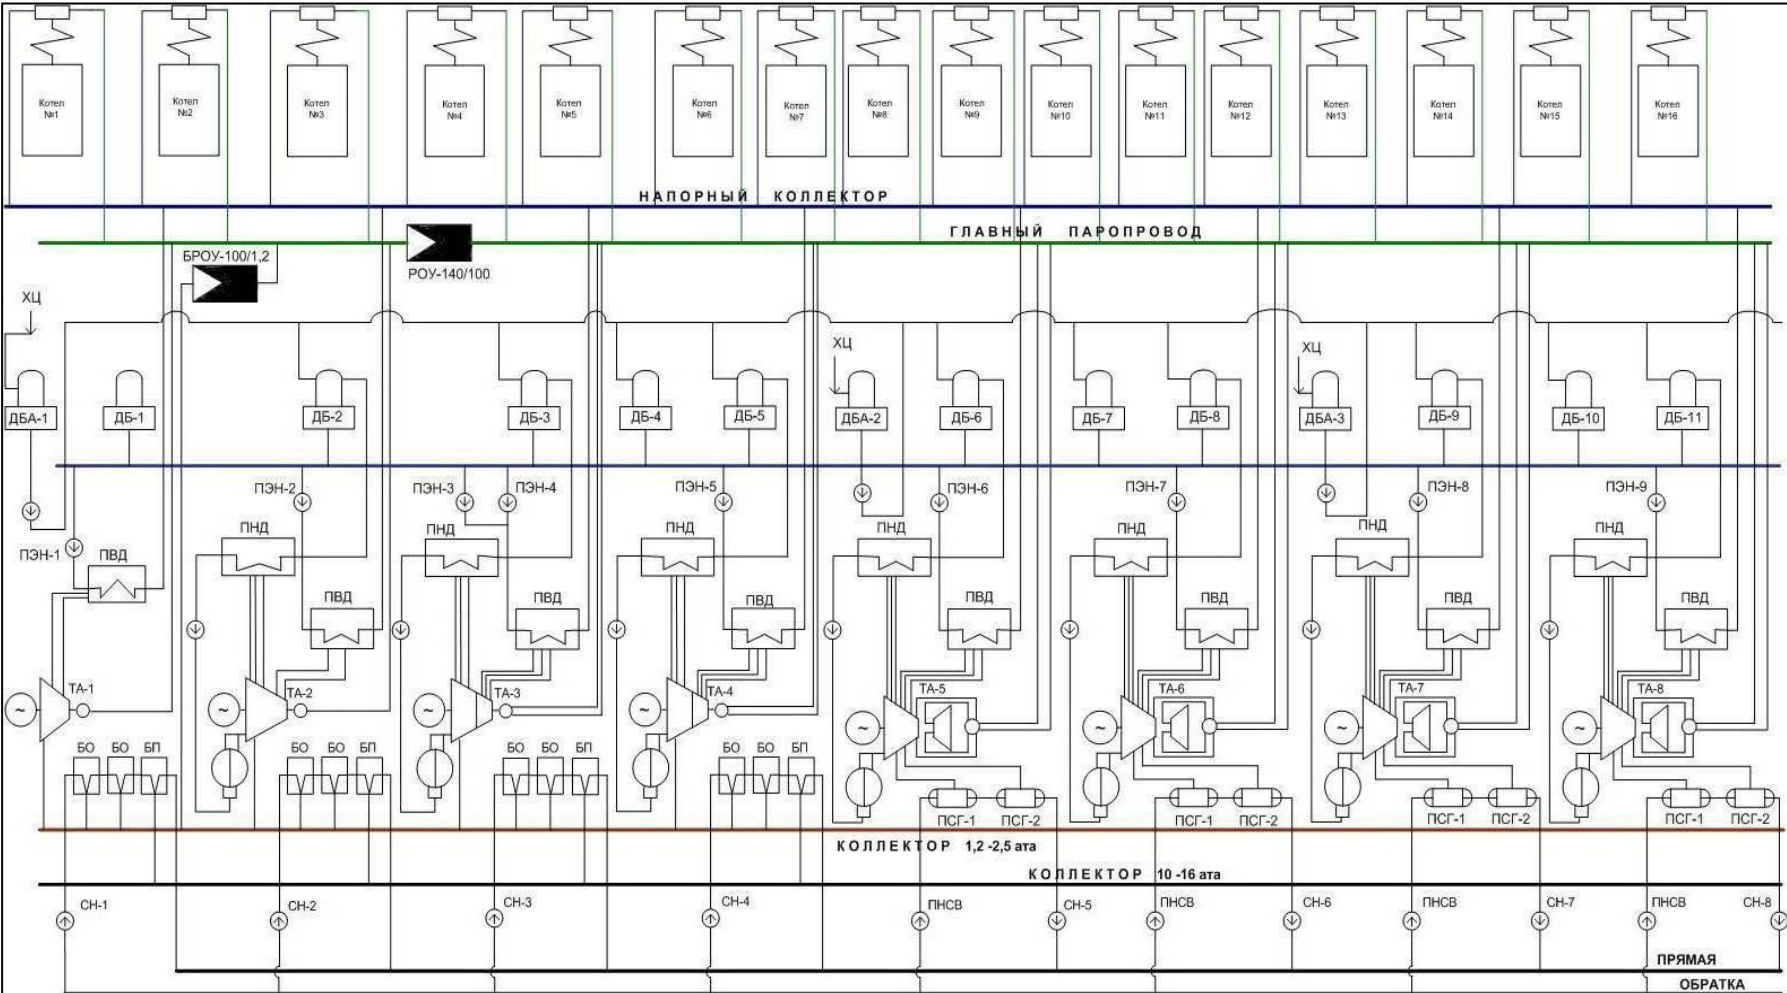 Котел
№1
Котел
№2
Котел
№3
Котел
№4
Котел
№5
Котел
№6
Котел
№7
Котел
№8
Котел
№9
Котел
№10
Котел
№11
Котел
№12
Котел
№13
Котел
№14
Котел
№15
Котел
№16
НАПОРНЫЙ КОЛЛЕКТОР
ГЛАВНЫЙ ПАРОПРОВОД
БРОУ-100/1,2
РОУ-140/100
ХЦ
ХЦ
ХЦ
ДБА-1
ДБ-1
ДБ-2
ДБ-3
ДБ-4
ДБ-5
ДБА-2
ДБ-6
ДБ-7
ДБ-8
ДБА-3
ДБ-9
ДБ-10
ДБ-11
ПЭН-1
ПЭН-2
ПЭН-3
ПЭН-4
ПЭН-5
ПЭН-6
ПЭН-7
ПЭН-8
ПЭН-9
ПНД
ПНД
ПНД
ПНД
ПНД
ПНД
ПНД
ПВД
ПВД
ПВД
ПВД
ПВД
ПВД
ПВД
ПВД
ТА-1
ТА-2
ТА-3
ТА-4
ТА-5
ТА-6
ТА-7
ТА-8
БО
БО
БП
БО
БО
БП
БО
БО
БП
БО
БО
БП
ПСГ-1
ПСГ-2
ПСГ-1
ПСГ-2
ПСГ-1
ПСГ-2
ПСГ-1
ПСГ-2
КОЛЛЕКТОР 1,2 -2,5 ата
КОЛЛЕКТОР 10 -16 ата
СН-1
СН-2
СН-3
СН-4
ПНСВ
СН-5
ПНСВ
СН-6
ПНСВ
СН-7
ПНСВ
СН-8
ПРЯМАЯ
ОБРАТКА